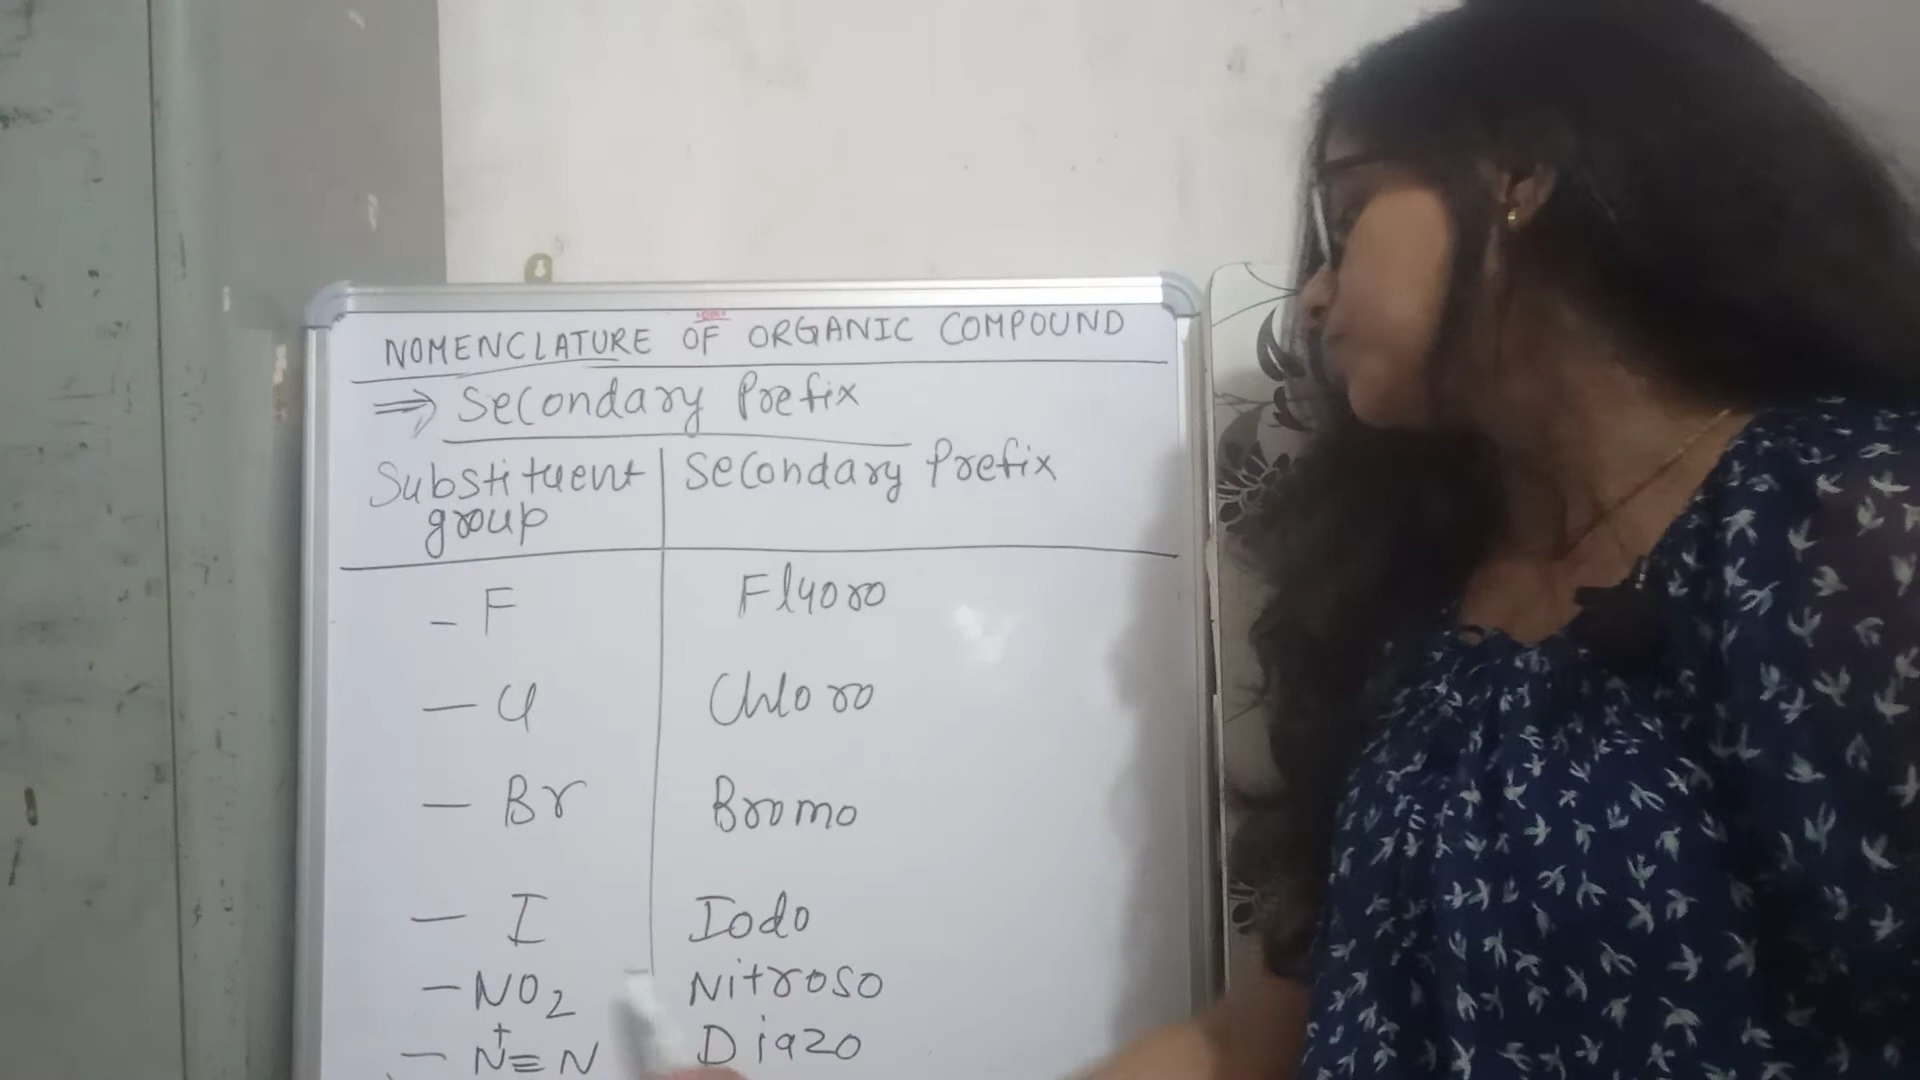 NOMENCLATURE OF ORGANIC COMPOUND
⇒ Secondary Prefix
Substituent group | Secondary Prefix
– F Fluoro
– Cl Chloro
– Br Bromo
– I Iodo
– NO₂ Nitroso
– N⁺≡N Diazo